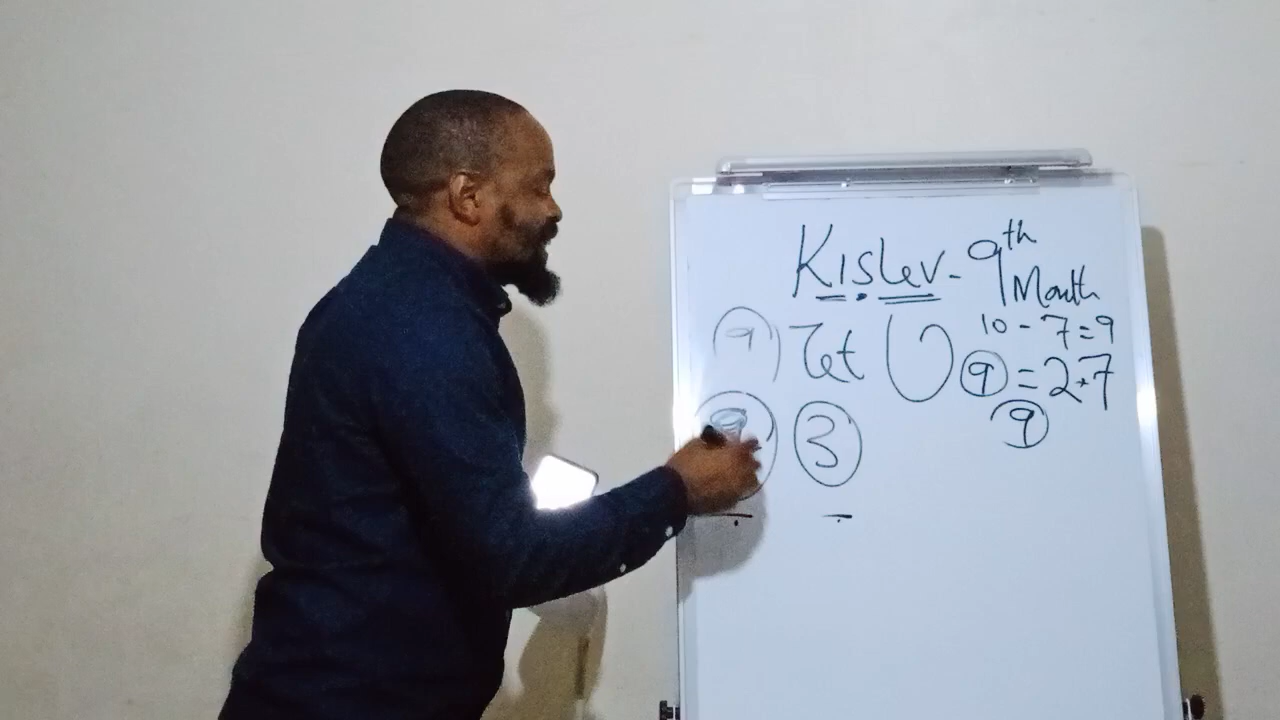 Kislev - 9th Month
9 Tet ט 10 - 7 = 9
9 = 2 + 7
3 9